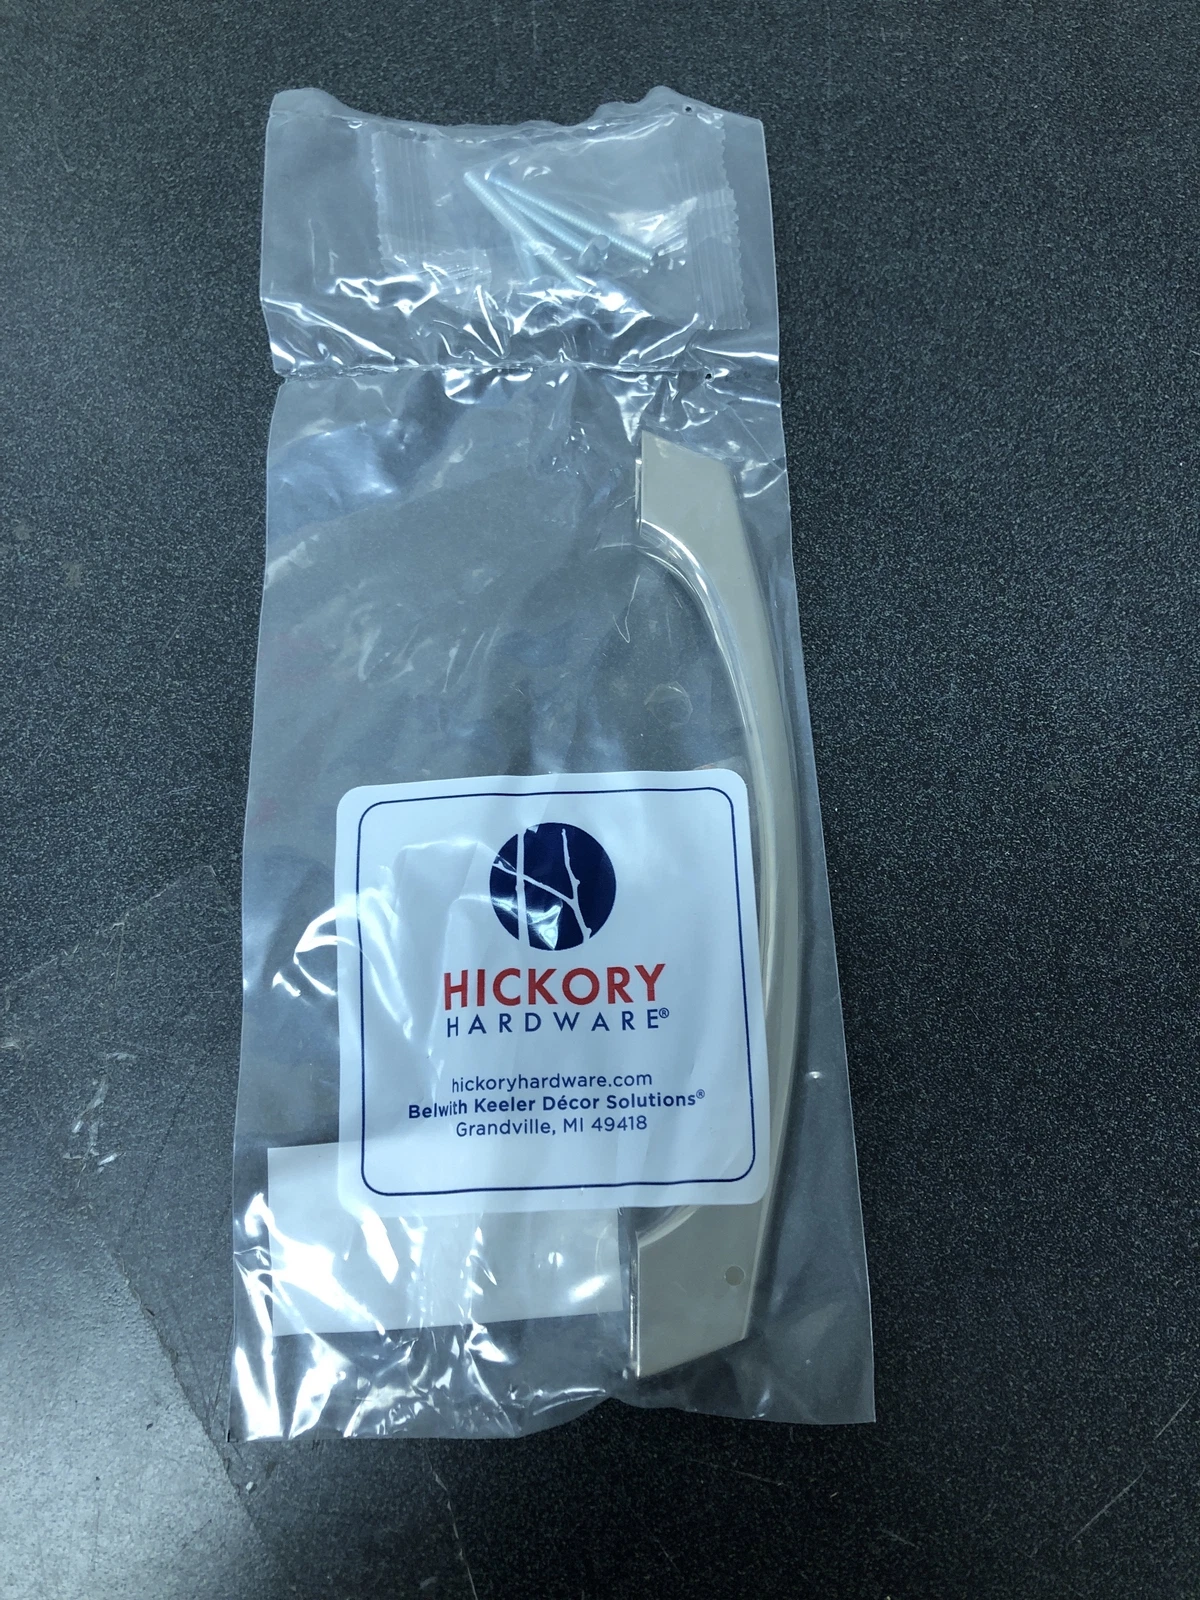 HICKORY
HARDWARE®
hickoryhardware.com
Belwith Keeler Décor Solutions®
Grandville, MI 49418